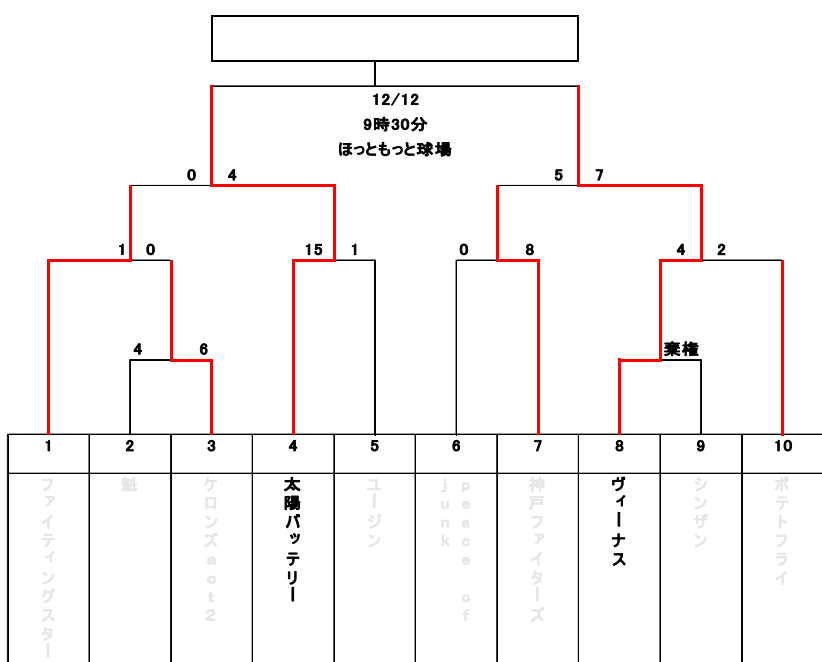 12/12
9時30分
ほっともっと球場
0 4
5 7
1 0
15 1
0 8
4 2
4 6
棄権
1 2 3 4 5 6 7 8 9 10
ファイティングスター
魁
ケロンズact2
太陽バッテリー
ユージン
peace of
junk
神戸ファイターズ
ヴィーナス
シンザン
ポテトフライ